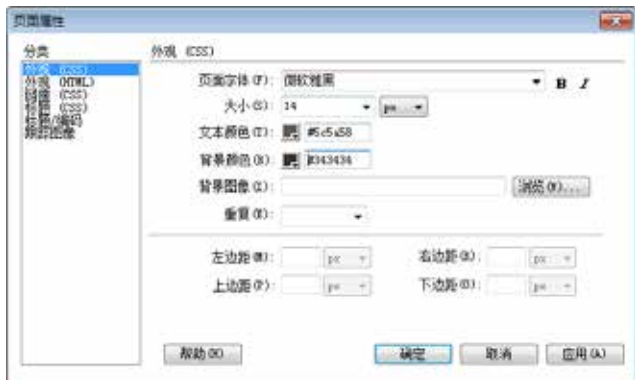 页面属性
分类
外观 (CSS)
外观 (CSS)
外观 (HTML)
链接 (CSS)
标题 (CSS)
标题/编码
跟踪图像
页面字体(F): 微软雅黑 B I
大小(S): 14 px
文本颜色(T): #5c5a58
背景颜色(B): #343434
背景图像(I): 浏览(W)...
重复(E):
左边距(M): px 右边距(R): px
上边距(P): px 下边距(O): px
帮助(H) 确定 取消 应用(A)